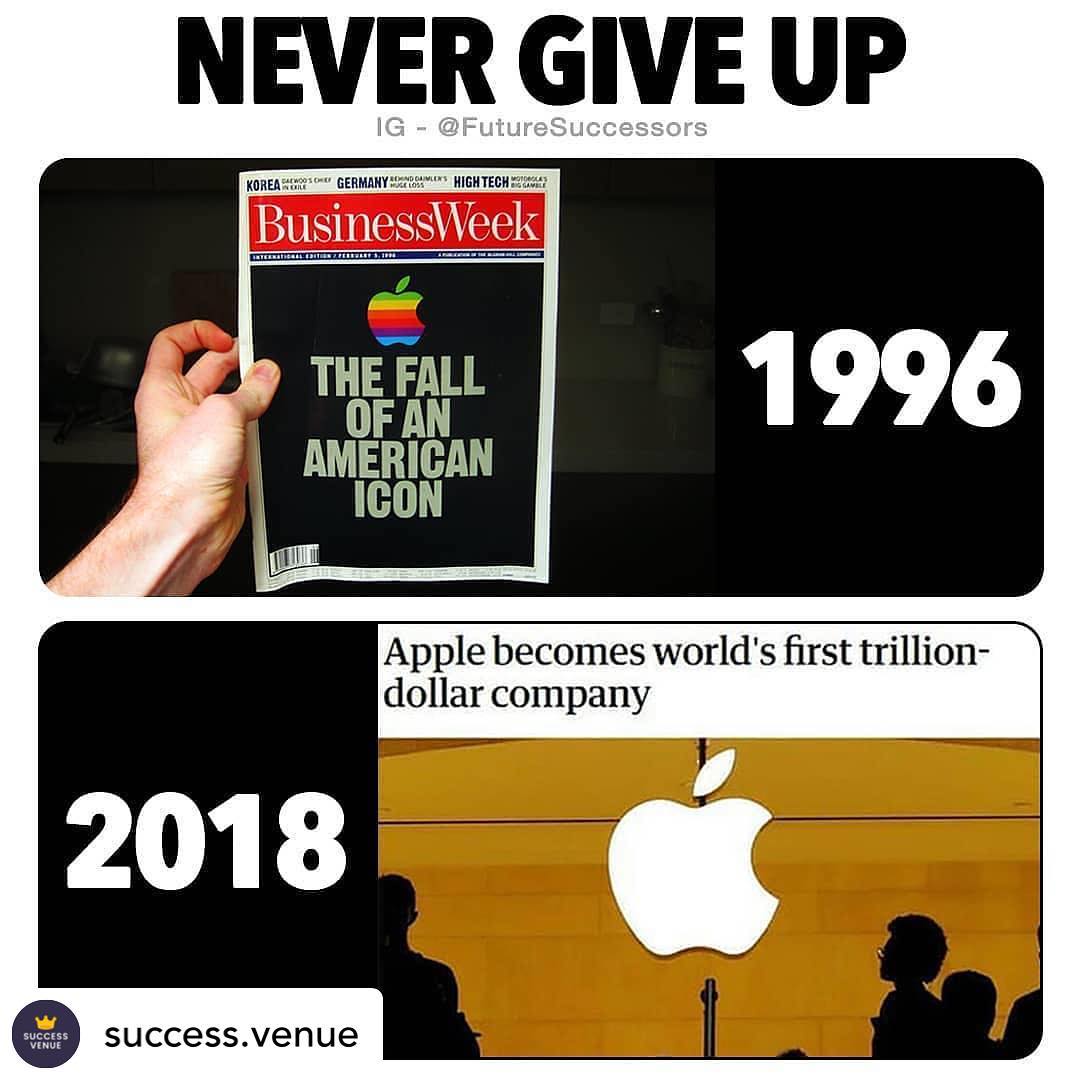 NEVER GIVE UP
IG - @FutureSuccessors
KOREA DAEWOO'S CHIEF IN EXILE GERMANY BEHIND DAIMLER'S HUGE LOSS HIGH TECH MOTOROLA'S BIG GAMBLE
BusinessWeek
INTERNATIONAL EDITION / FEBRUARY 5, 1996 A PUBLICATION OF THE McGRAW-HILL COMPANIES
THE FALL
OF AN
AMERICAN
ICON
1996
Apple becomes world's first trillion-
dollar company
2018
SUCCESS
VENUE
success.venue